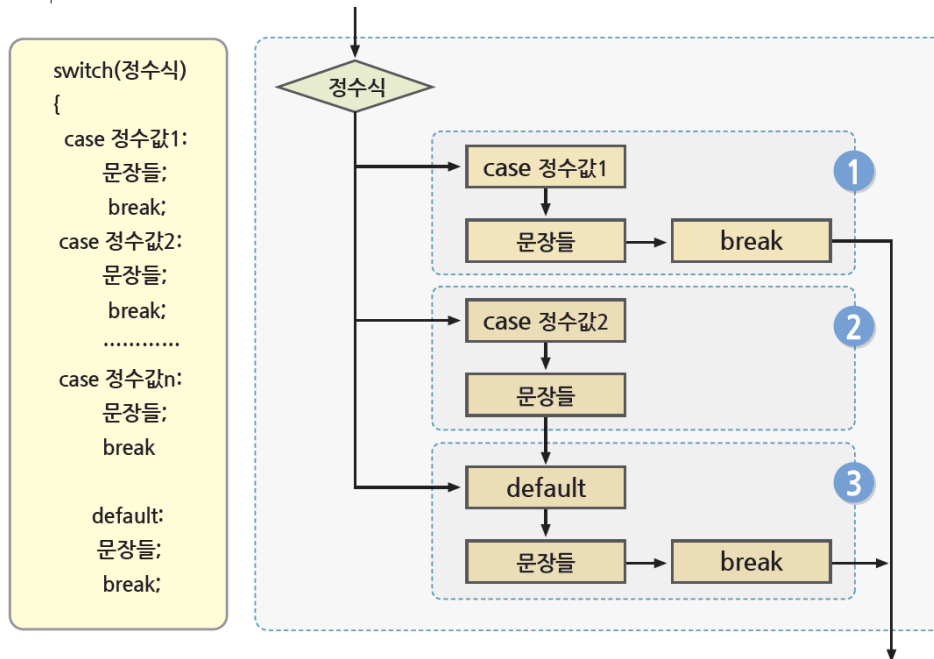 switch(정수식)
{
case 정수값1:
문장들;
break;
case 정수값2:
문장들;
break;
............
case 정수값n:
문장들;
break
default:
문장들;
break;
정수식
case 정수값1
문장들
break
1
case 정수값2
문장들
2
default
문장들
break
3